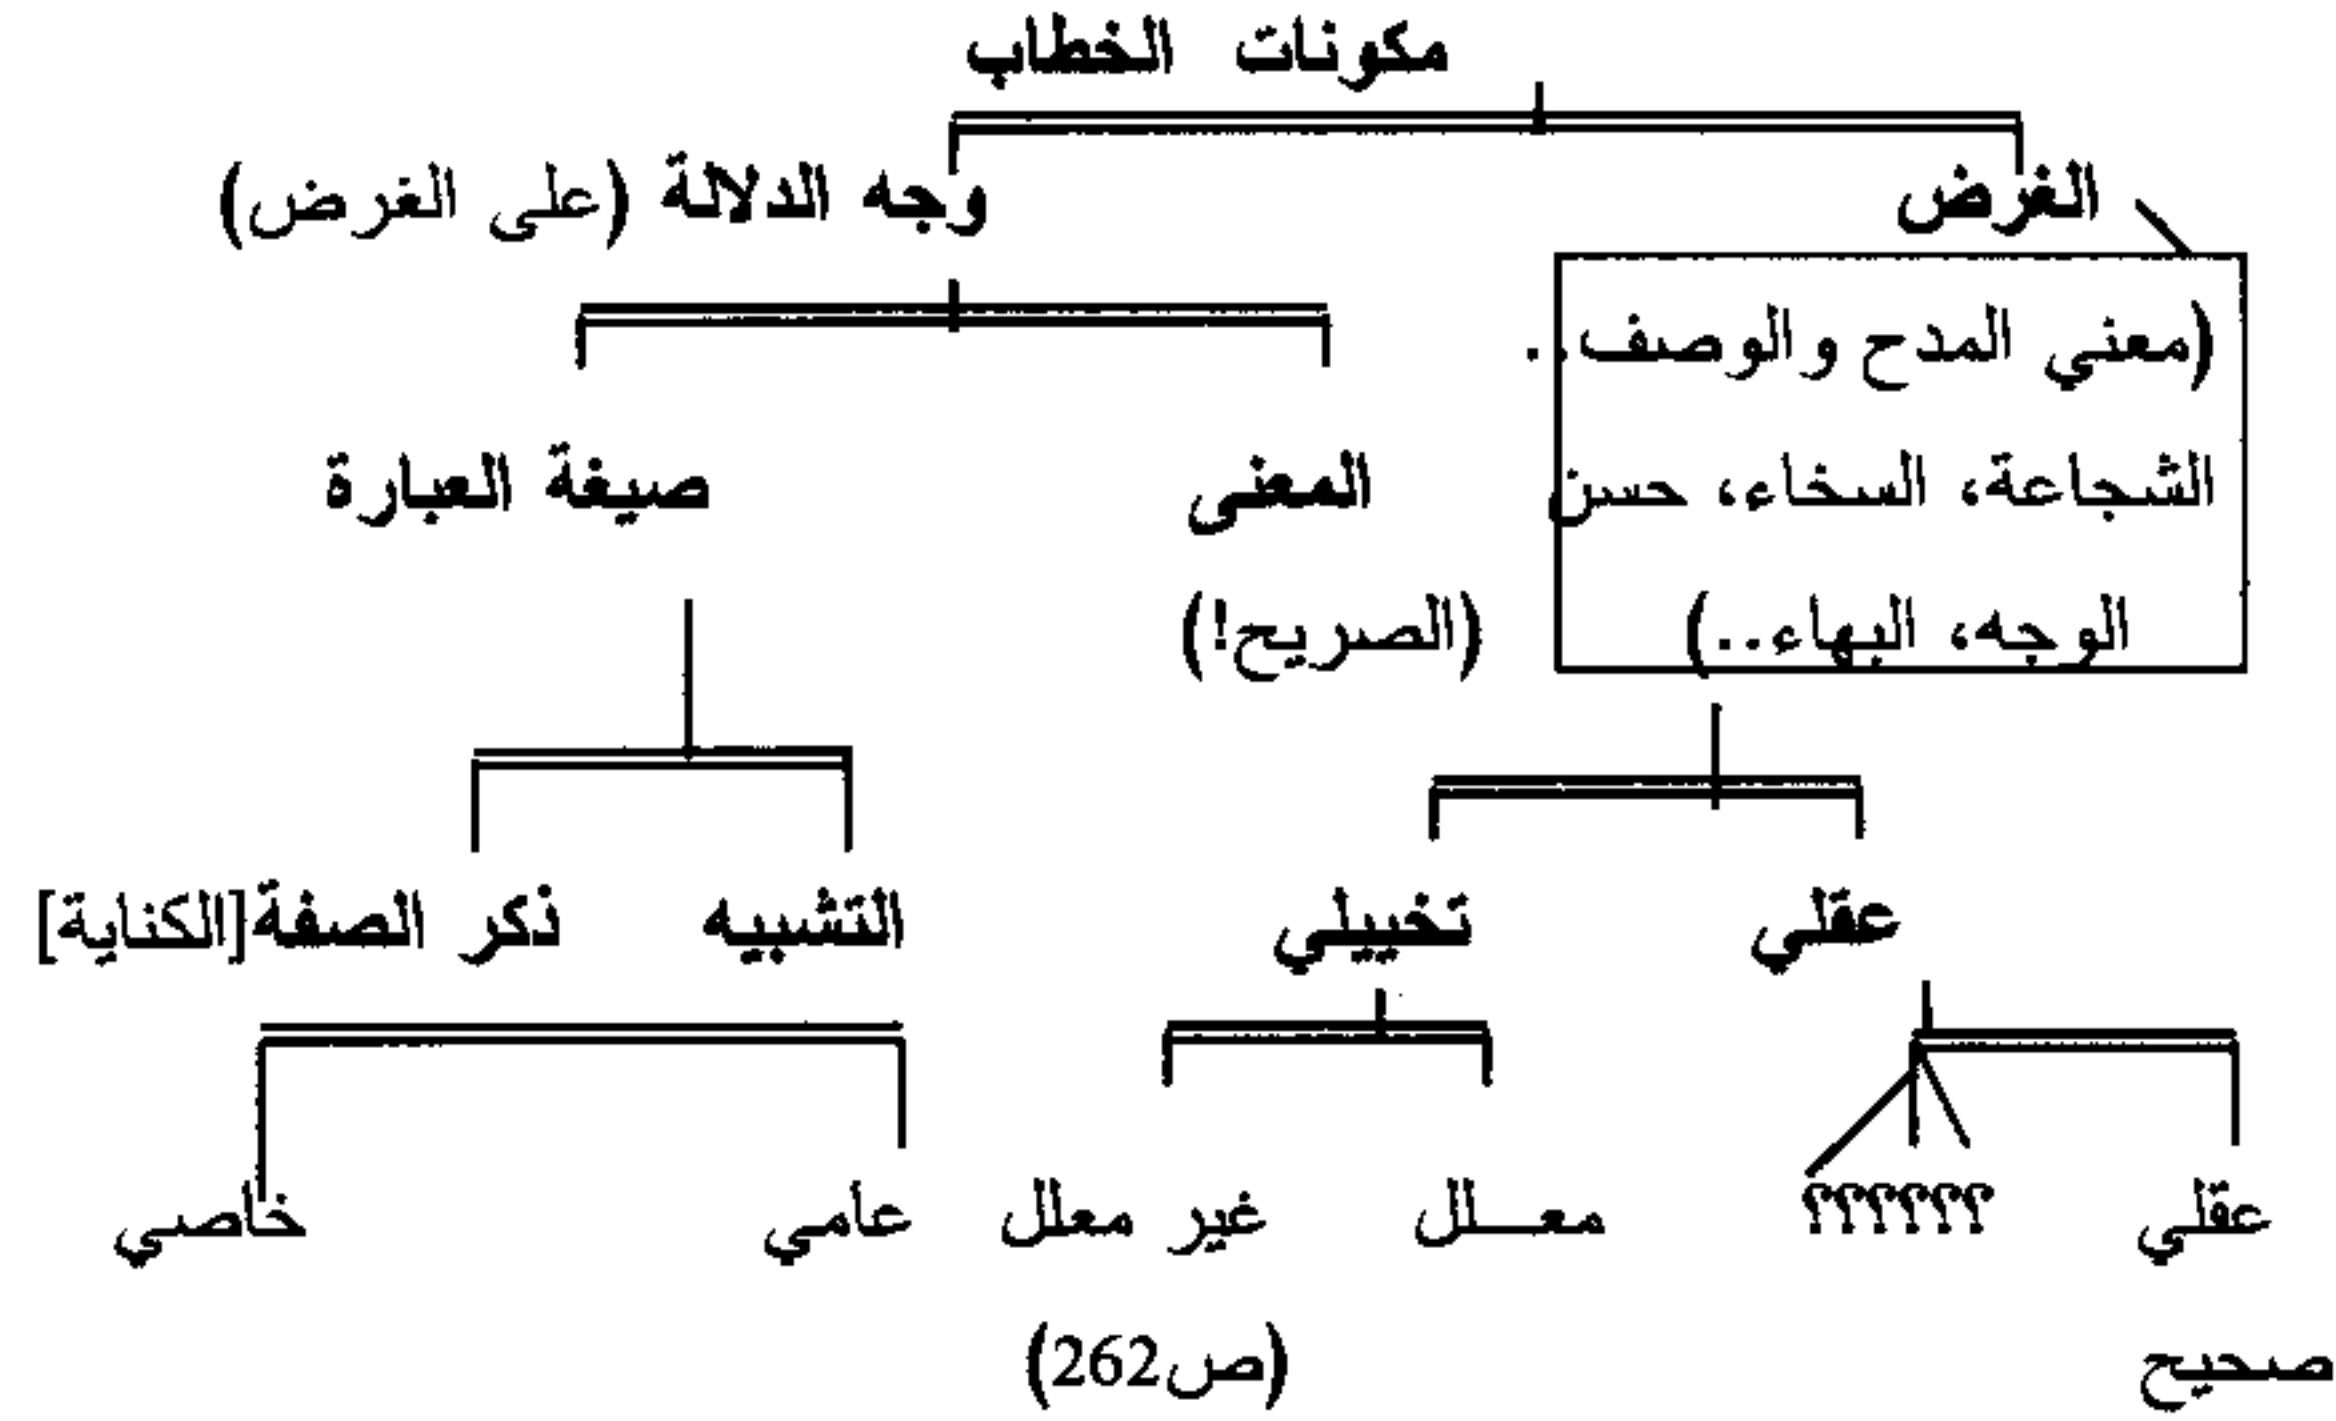 مكونات الخطاب
الغرض
وجه الدلالة (على الغرض)
(معني المدح والوصف..
الشجاعة، السخاء، حسن
الوجه، البهاء..)
المعنى
(الصريح!)
صيغة العبارة
عقلي
تخييلي
التشبيه
ذكر الصفة [الكناية]
عقلي
صحيح
؟؟؟؟؟؟
معـــلل
غير معلل
(ص262)
عامي
خاصي